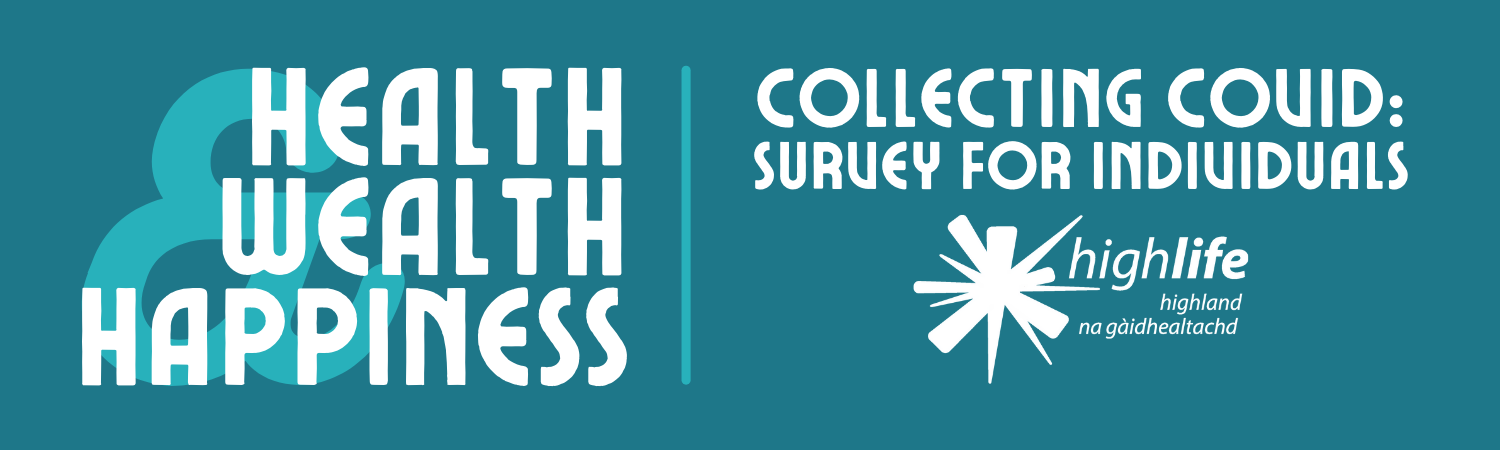 &
HEALTH
WEALTH
HAPPINESS
COLLECTING COVID:
SURVEY FOR INDIVIDUALS
highlife
highland
na gàidhealtachd